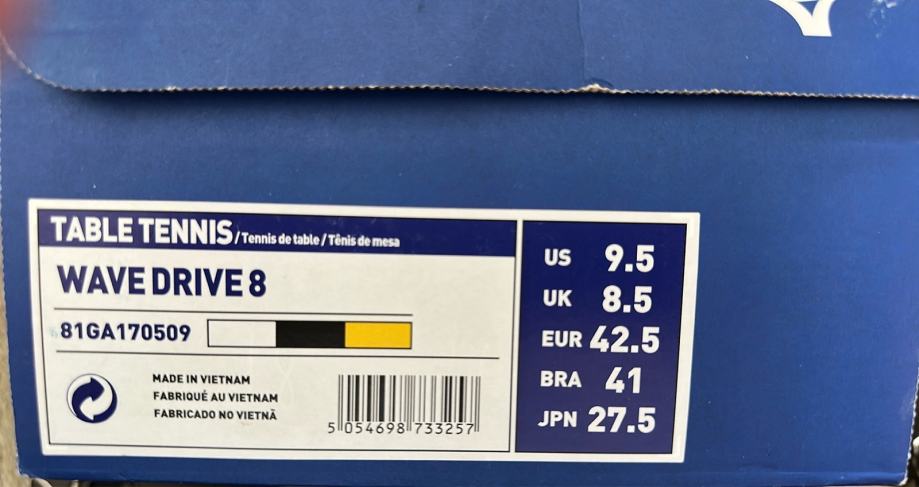 TABLE TENNIS / Tennis de table / Tênis de mesa
WAVE DRIVE 8
81GA170509
MADE IN VIETNAM
FABRIQUÉ AU VIETNAM
FABRICADO NO VIETNÃ
5 054698 733257
US 9.5
UK 8.5
EUR 42.5
BRA 41
JPN 27.5